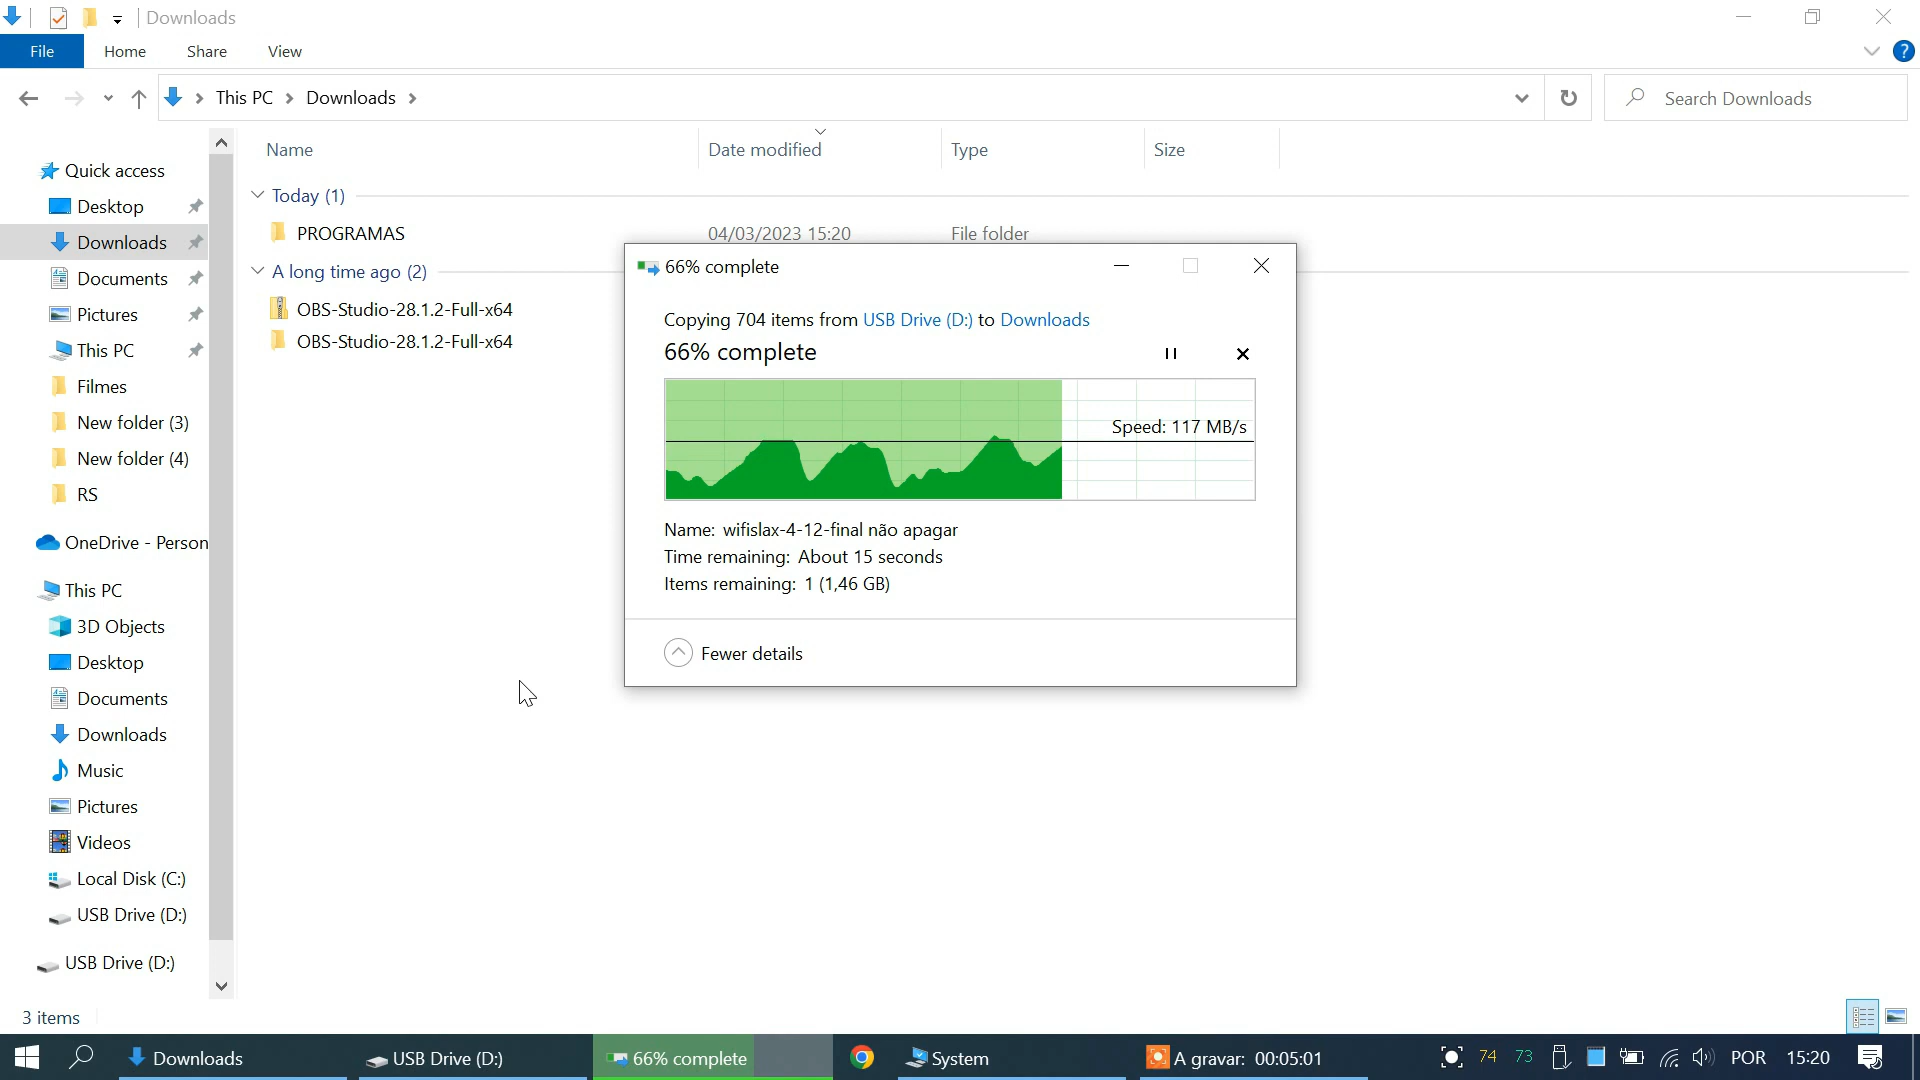 Downloads
File Home Share View
This PC Downloads
Search Downloads
Name Date modified Type Size
Quick access
Desktop
Downloads
Documents
Pictures
This PC
Filmes
New folder (3)
New folder (4)
RS
OneDrive - Person
This PC
3D Objects
Desktop
Documents
Downloads
Music
Pictures
Videos
Local Disk (C:)
USB Drive (D:)
USB Drive (D:)
Today (1)
PROGRAMAS 04/03/2023 15:20 File folder
A long time ago (2)
OBS-Studio-28.1.2-Full-x64
OBS-Studio-28.1.2-Full-x64
66% complete
Copying 704 items from USB Drive (D:) to Downloads
66% complete
Speed: 117 MB/s
Name: wifislax-4-12-final não apagar
Time remaining: About 15 seconds
Items remaining: 1 (1,46 GB)
Fewer details
3 items
Downloads USB Drive (D:) 66% complete System A gravar: 00:05:01 74 73 POR 15:20